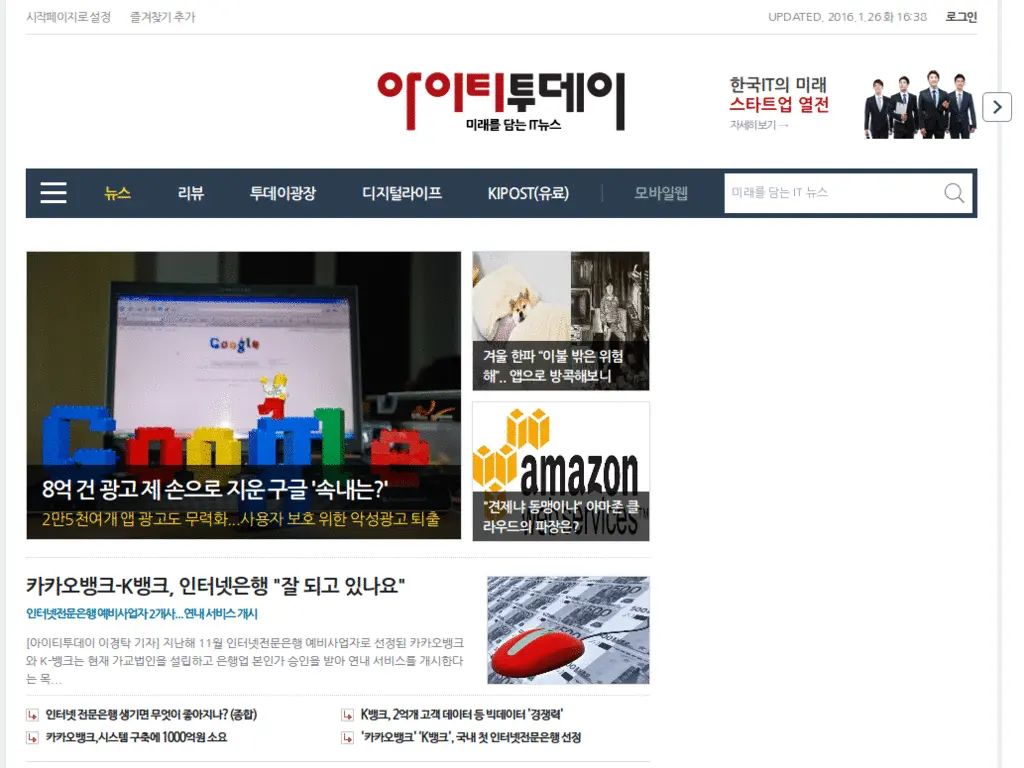 시작페이지로 설정 즐겨찾기 추가 UPDATED. 2016.1.26 화 16:38 로그인
아이티투데이
미래를 담는 IT뉴스
한국IT의 미래
스타트업 열전
자세히보기 →
뉴스 리뷰 투데이광장 디지털라이프 KIPOST(유료) 모바일웹 미래를 담는 IT 뉴스
Google
Google
8억 건 광고 제 손으로 지운 구글 '속내는?'
2만5천여개 앱 광고도 무력화...사용자 보호 위한 악성광고 퇴출
겨울 한파 "이불 밖은 위험
해".. 앱으로 방콕해보니
amazon
web services™
"견제냐 동맹이냐" 아마존 클
라우드의 파장은?
카카오뱅크-K뱅크, 인터넷은행 "잘 되고 있나요"
인터넷전문은행 예비사업자 2개사...연내 서비스 개시
[아이티투데이 이경탁 기자] 지난해 11월 인터넷전문은행 예비사업자로 선정된 카카오뱅크
와 K-뱅크는 현재 가교법인을 설립하고 은행업 본인가 승인을 받아 연내 서비스를 개시한다
는 목...
인터넷 전문은행 생기면 무엇이 좋아지나? (종합)
K뱅크, 2억개 고객 데이터 등 빅데이터 '경쟁력'
카카오뱅크,시스템 구축에 1000억원 소요
'카카오뱅크' 'K뱅크', 국내 첫 인터넷전문은행 선정